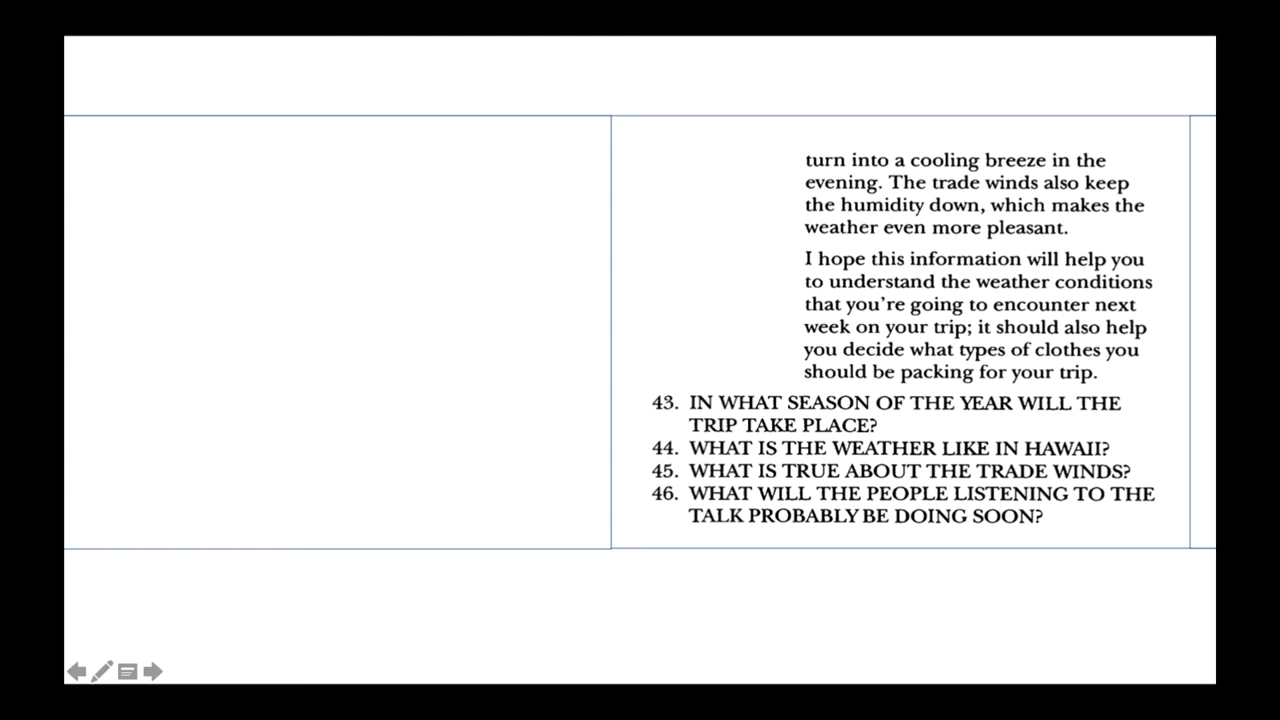 turn into a cooling breeze in the
evening. The trade winds also keep
the humidity down, which makes the
weather even more pleasant.
I hope this information will help you
to understand the weather conditions
that you're going to encounter next
week on your trip; it should also help
you decide what types of clothes you
should be packing for your trip.
43. IN WHAT SEASON OF THE YEAR WILL THE
TRIP TAKE PLACE?
44. WHAT IS THE WEATHER LIKE IN HAWAII?
45. WHAT IS TRUE ABOUT THE TRADE WINDS?
46. WHAT WILL THE PEOPLE LISTENING TO THE
TALK PROBABLY BE DOING SOON?